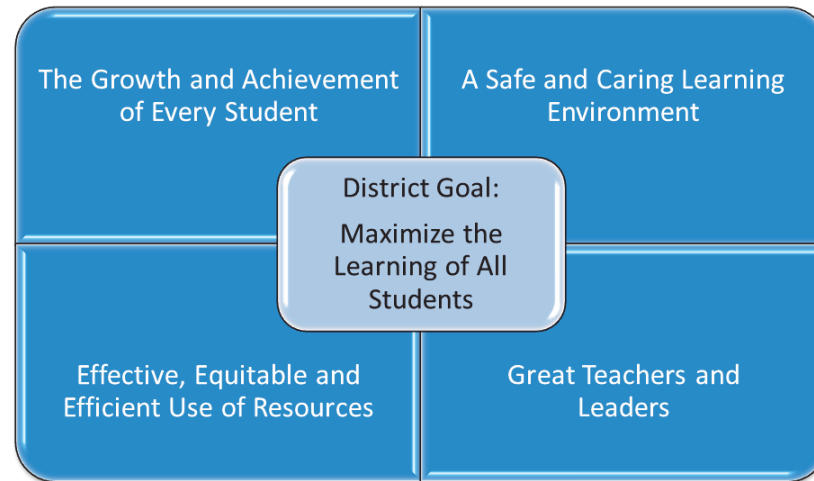 The Growth and Achievement
of Every Student
A Safe and Caring Learning
Environment
District Goal:
Maximize the
Learning of All
Students
Effective, Equitable and
Efficient Use of Resources
Great Teachers and
Leaders